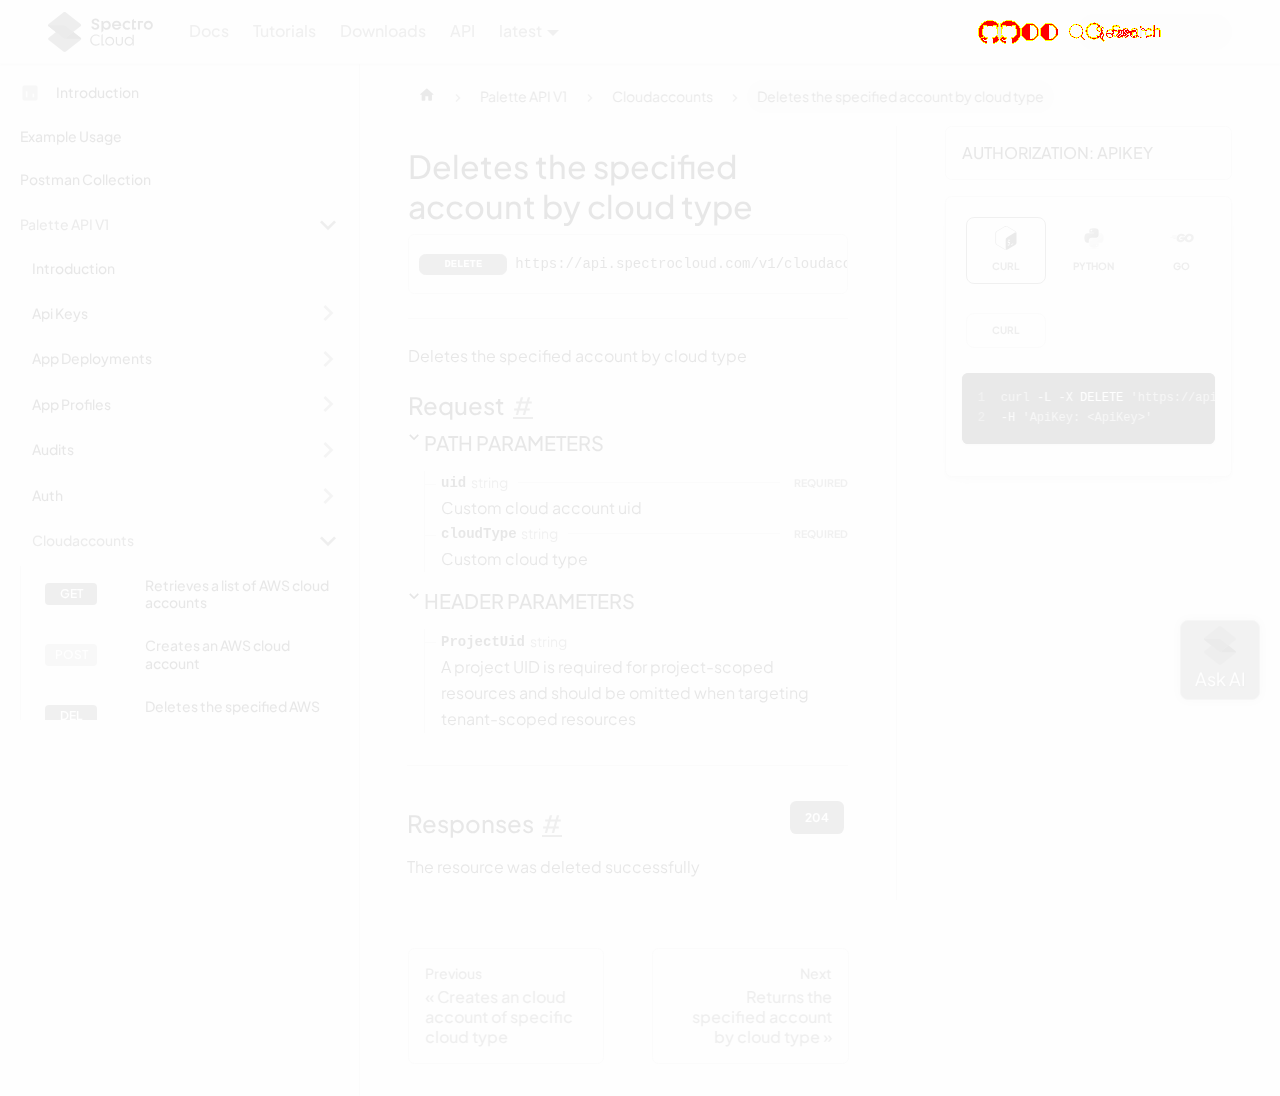 Spectro
Cloud
Docs Tutorials Downloads API latest
Introduction
Example Usage
Postman Collection
Palette API V1
Introduction
Api Keys
App Deployments
App Profiles
Audits
Auth
Cloudaccounts
GET Retrieves a list of AWS cloud
accounts
POST Creates an AWS cloud
account
DEL Deletes the specified AWS
Palette API V1 Cloudaccounts Deletes the specified account by cloud type
Deletes the specified
account by cloud type
DELETE https://api.spectrocloud.com/v1/cloudacc
Deletes the specified account by cloud type
Request #
PATH PARAMETERS
uid string REQUIRED
Custom cloud account uid
cloudType string REQUIRED
Custom cloud type
HEADER PARAMETERS
ProjectUid string
A project UID is required for project-scoped
resources and should be omitted when targeting
tenant-scoped resources
Responses # 204
The resource was deleted successfully
Previous
« Creates an cloud
account of specific
cloud type
Next
Returns the
specified account
by cloud type »
AUTHORIZATION: APIKEY
CURL PYTHON GO
CURL
1 curl -L -X DELETE 'https://api
2 -H 'ApiKey: <ApiKey>'
Ask AI